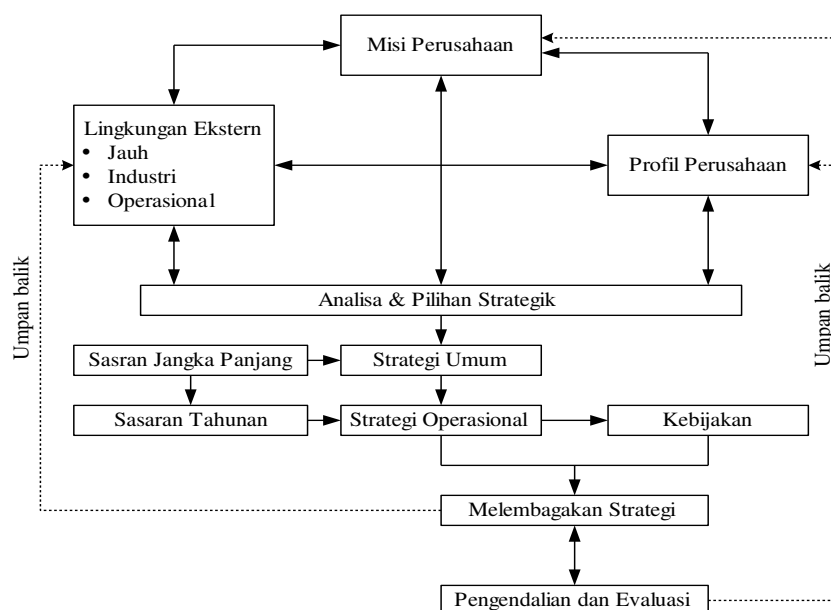 Misi Perusahaan
Lingkungan Ekstern
• Jauh
• Industri
• Operasional
Profil Perusahaan
Umpan balik
Umpan balik
Analisa & Pilihan Strategik
Sasran Jangka Panjang
Strategi Umum
Sasaran Tahunan
Strategi Operasional
Kebijakan
Melembagakan Strategi
Pengendalian dan Evaluasi